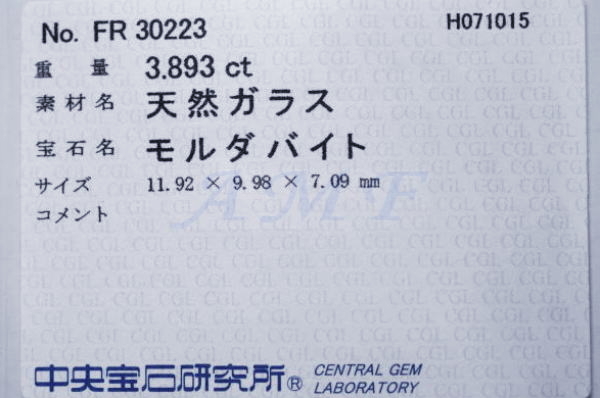 No. FR 30223 H071015
重量 3.893 ct
素材名 天然ガラス
宝石名 モルダバイト
サイズ 11.92 × 9.98 × 7.09 mm
コメント
AMF
中央宝石研究所® CENTRAL GEM LABORATORY